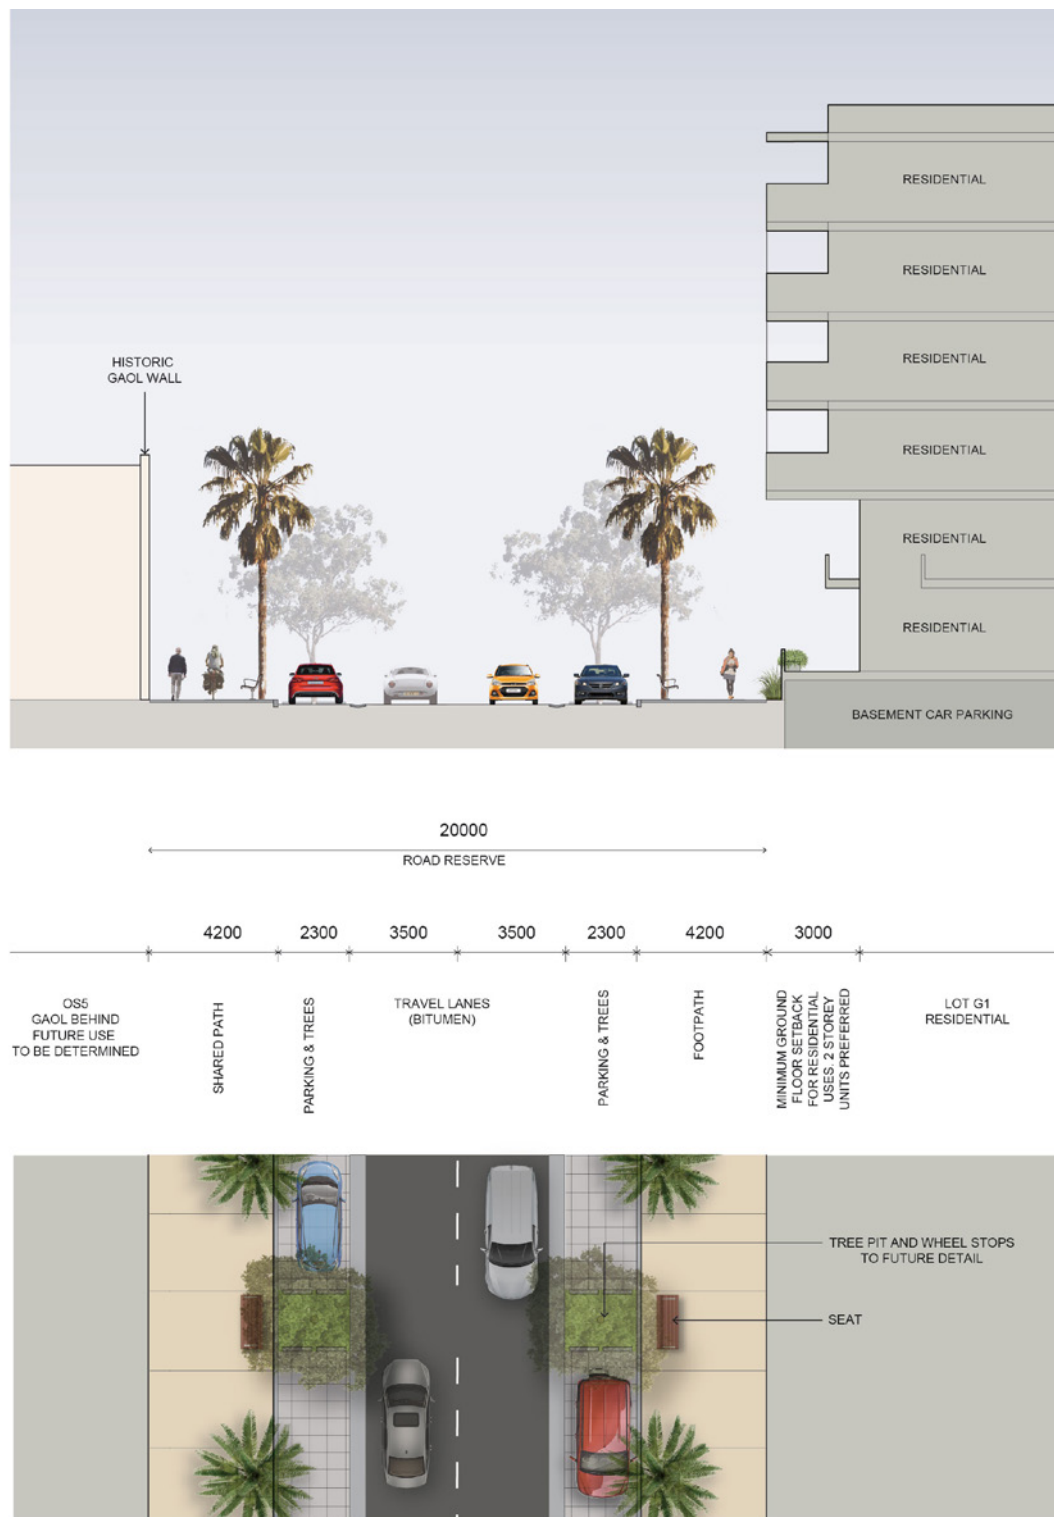 RESIDENTIAL
RESIDENTIAL
HISTORIC
GAOL WALL
RESIDENTIAL
RESIDENTIAL
RESIDENTIAL
RESIDENTIAL
BASEMENT CAR PARKING
20000
ROAD RESERVE
4200 2300 3500 3500 2300 4200 3000
OS5
GAOL BEHIND
FUTURE USE
TO BE DETERMINED
SHARED PATH
PARKING & TREES
TRAVEL LANES
(BITUMEN)
PARKING & TREES
FOOTPATH
MINIMUM GROUND
FLOOR SETBACK
FOR RESIDENTIAL
USES. 2 STOREY
UNITS PREFERRED
LOT G1
RESIDENTIAL
TREE PIT AND WHEEL STOPS
TO FUTURE DETAIL
SEAT